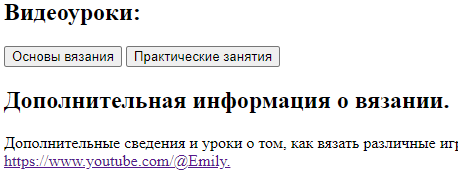 Видеоуроки:
Основы вязания Практические занятия
Дополнительная информация о вязании.
Дополнительные сведения и уроки о том, как вязать различные
https://www.youtube.com/@Emily.